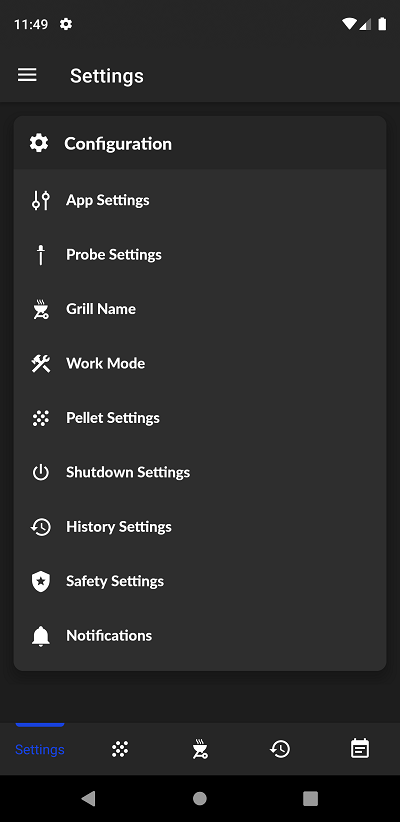 11:49
Settings
Configuration
App Settings
Probe Settings
Grill Name
Work Mode
Pellet Settings
Shutdown Settings
History Settings
Safety Settings
Notifications
Settings